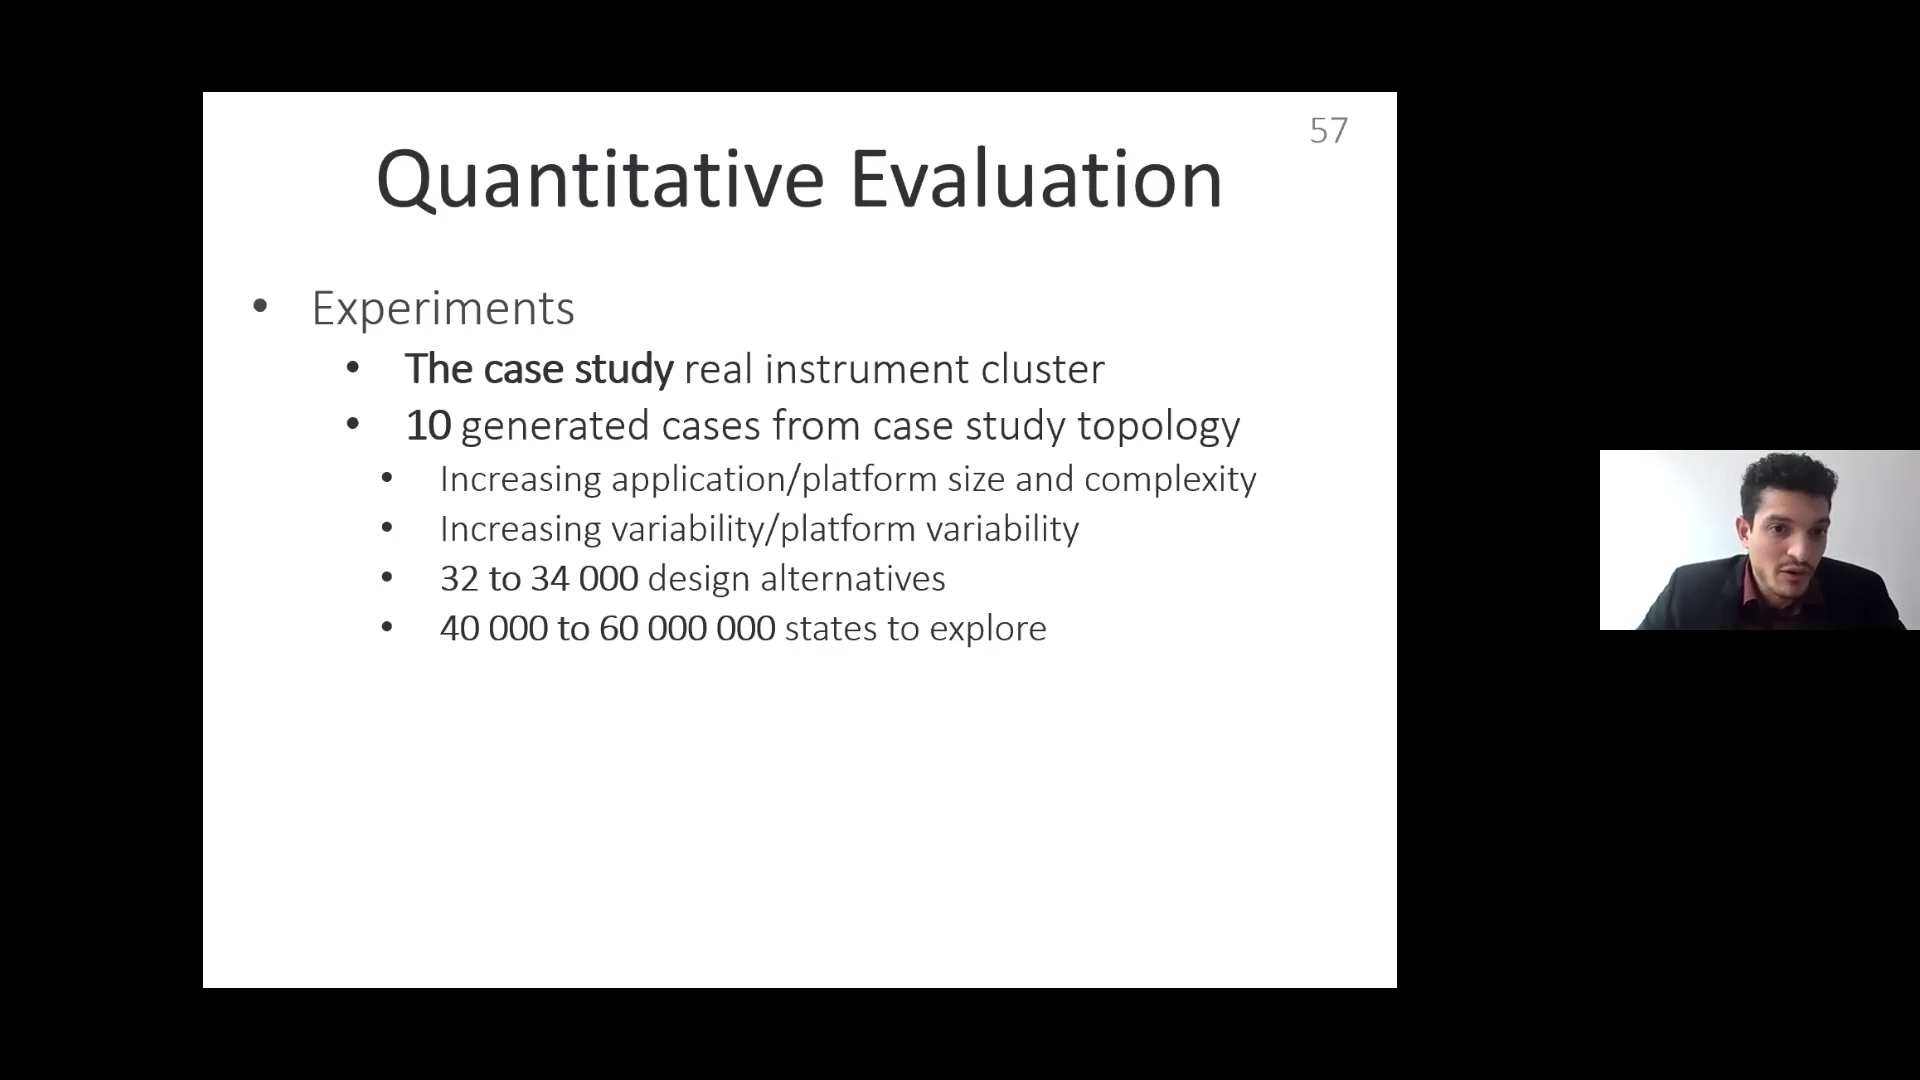 57
Quantitative Evaluation
• Experiments
• The case study real instrument cluster
• 10 generated cases from case study topology
• Increasing application/platform size and complexity
• Increasing variability/platform variability
• 32 to 34 000 design alternatives
• 40 000 to 60 000 000 states to explore